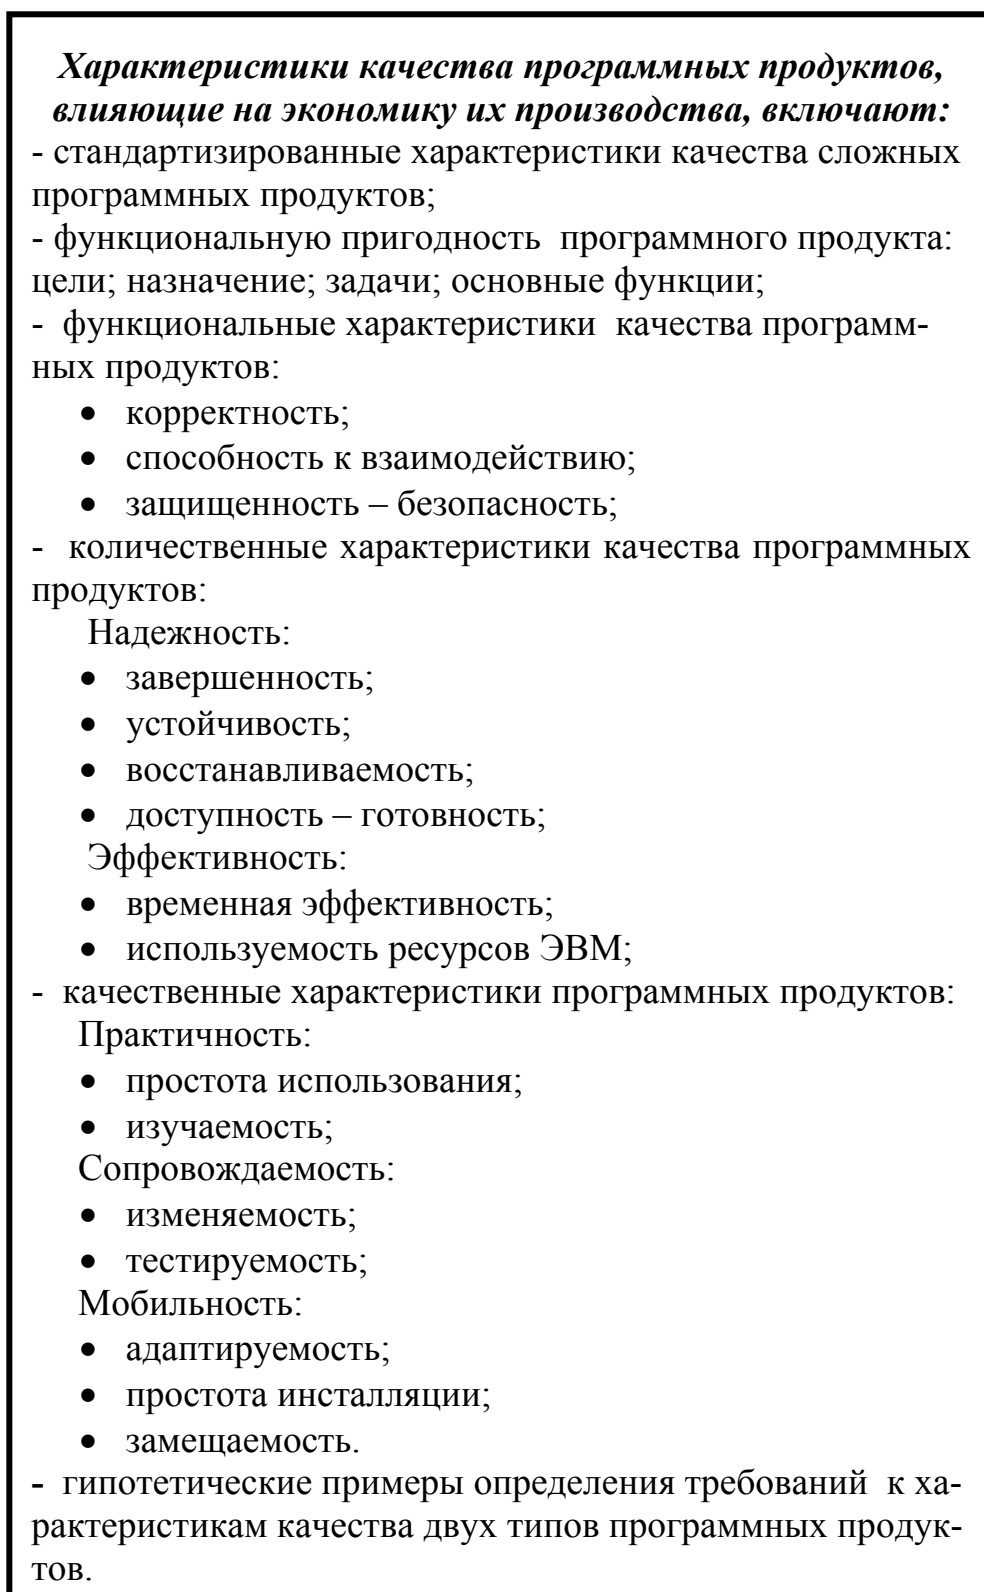 Характеристики качества программных продуктов,
влияющие на экономику их производства, включают:
- стандартизированные характеристики качества сложных
программных продуктов;
- функциональную пригодность программного продукта:
цели; назначение; задачи; основные функции;
- функциональные характеристики качества программ-
ных продуктов:
• корректность;
• способность к взаимодействию;
• защищенность – безопасность;
- количественные характеристики качества программных
продуктов:
Надежность:
• завершенность;
• устойчивость;
• восстанавливаемость;
• доступность – готовность;
Эффективность:
• временная эффективность;
• используемость ресурсов ЭВМ;
- качественные характеристики программных продуктов:
Практичность:
• простота использования;
• изучаемость;
Сопровождаемость:
• изменяемость;
• тестируемость;
Мобильность:
• адаптируемость;
• простота инсталляции;
• замещаемость.
- гипотетические примеры определения требований к ха-
рактеристикам качества двух типов программных продук-
тов.